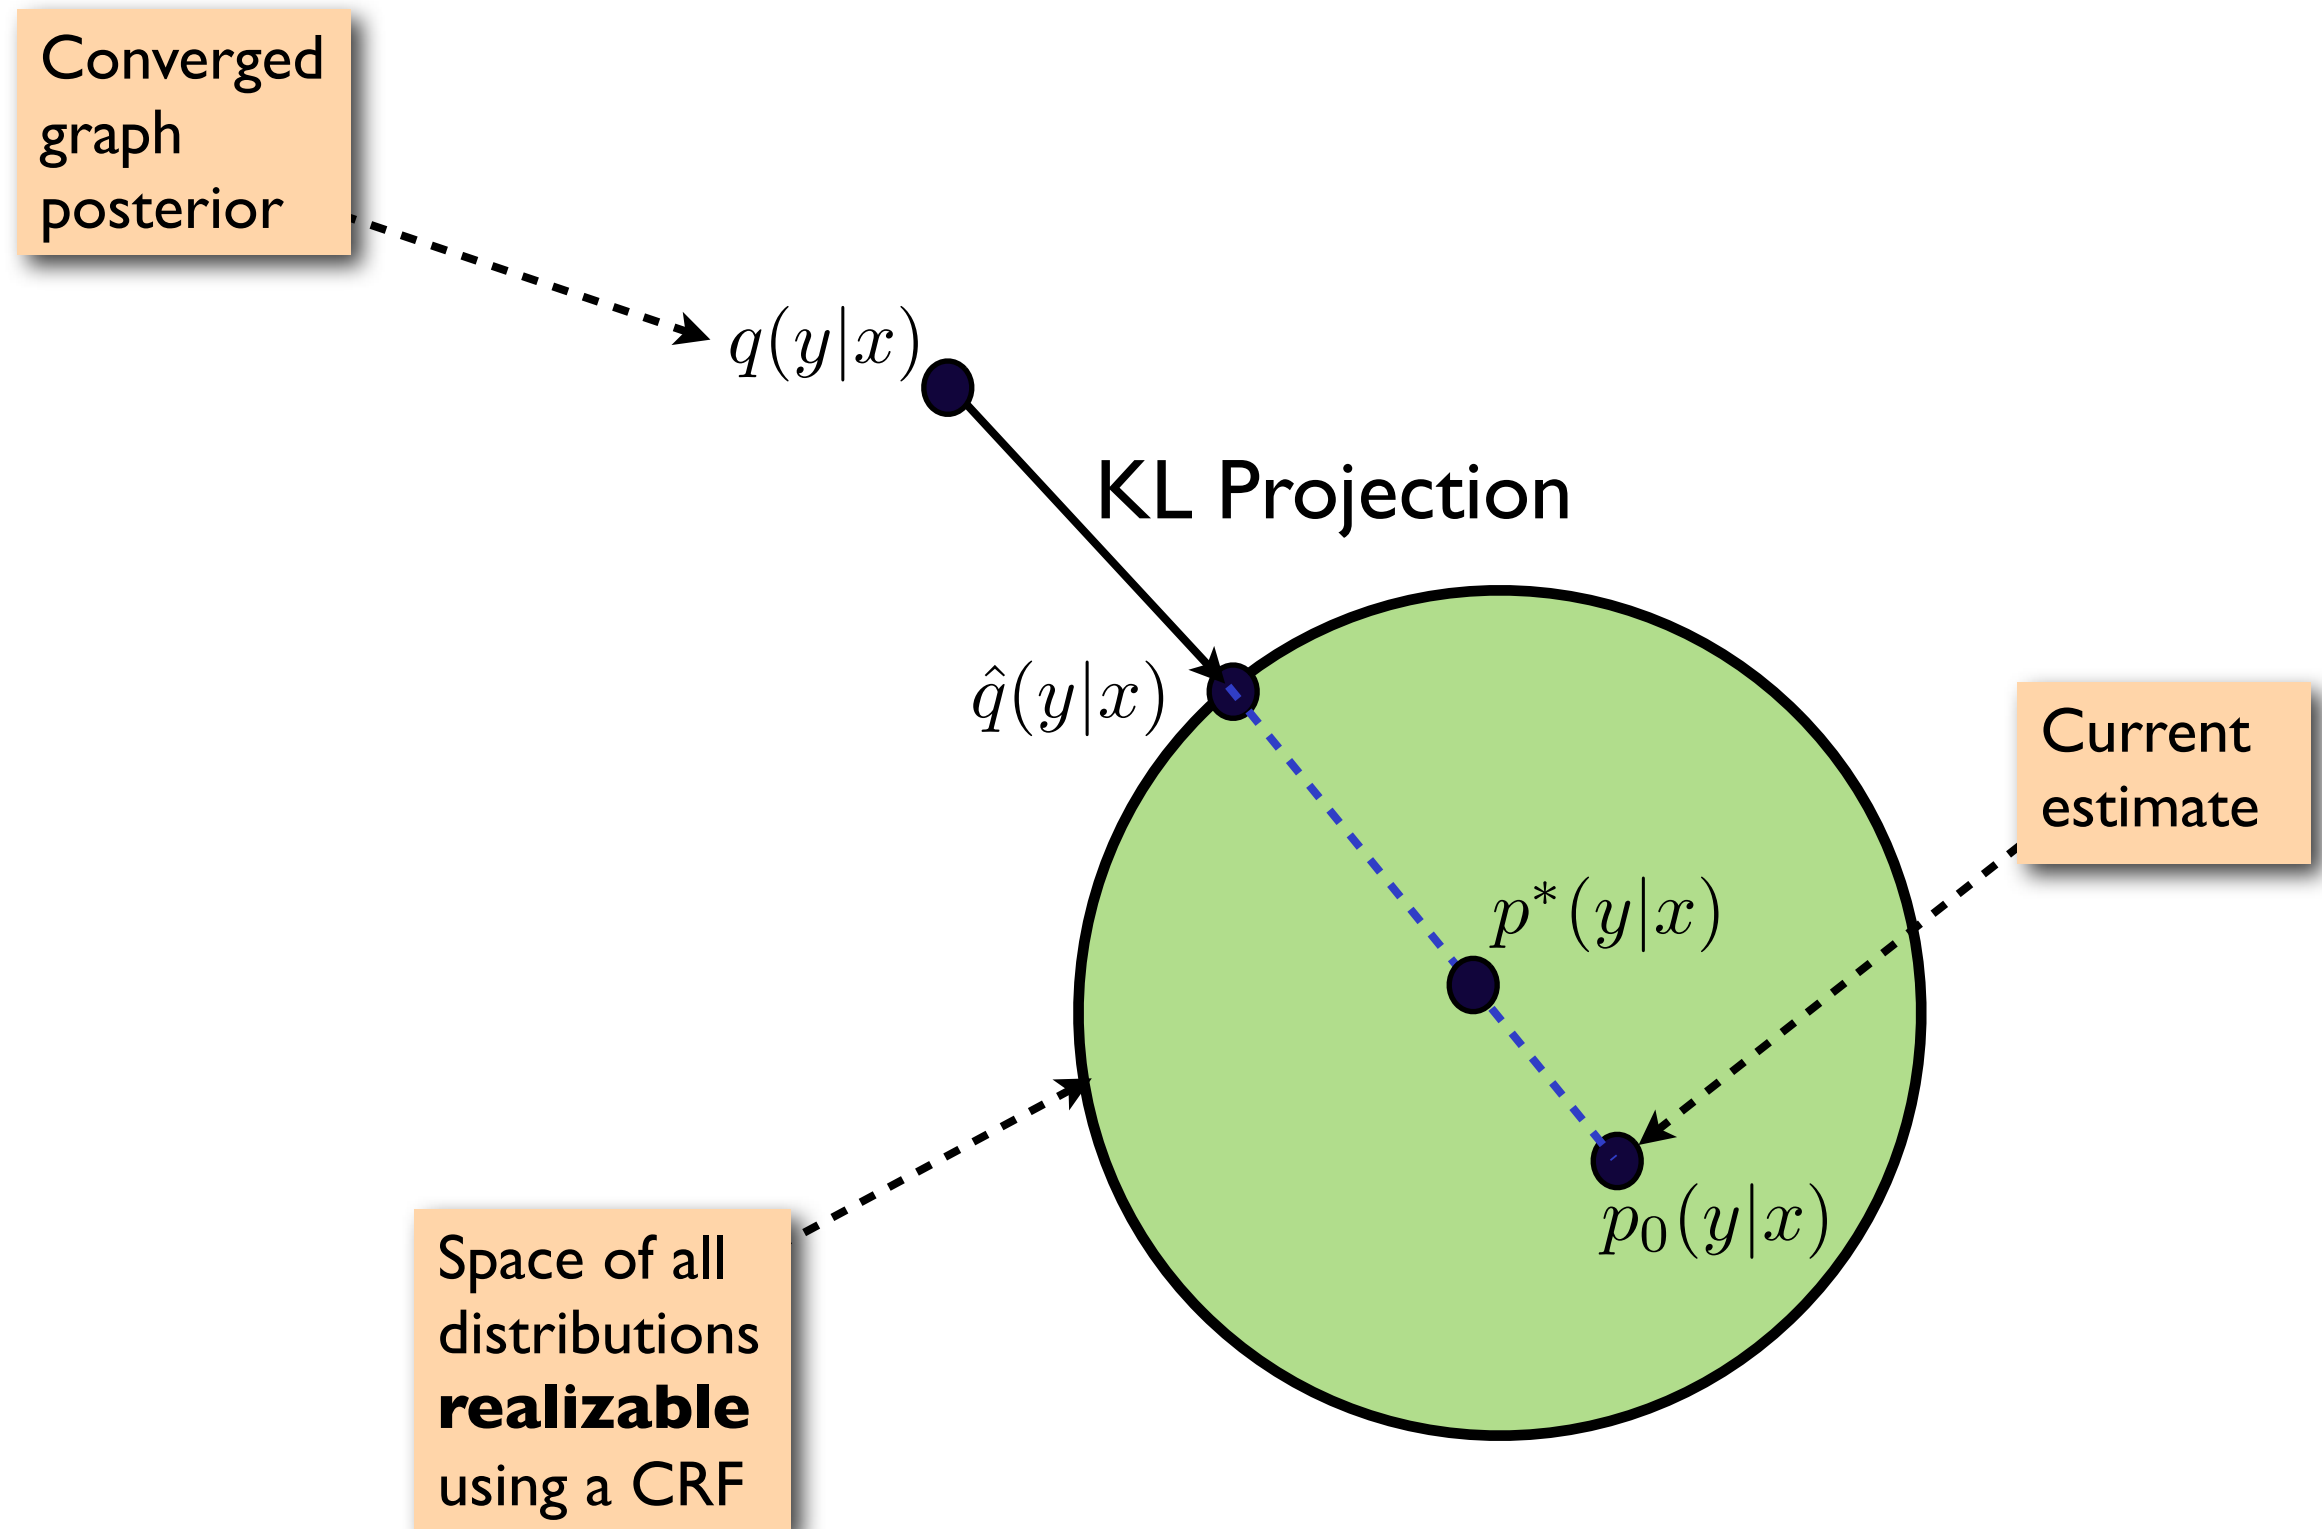 Converged
graph
posterior
q(y|x)
KL Projection
q̂(y|x)
Current
estimate
p*(y|x)
p₀(y|x)
Space of all
distributions
realizable
using a CRF